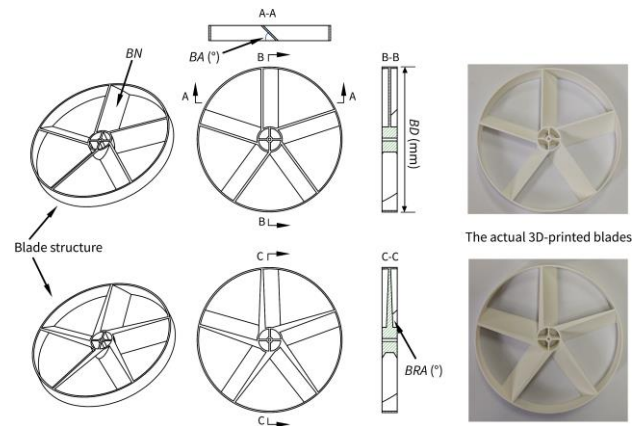 A-A
BA (°)
B
B-B
BN
A
A
BD (mm)
B
Blade structure
The actual 3D-printed blades
C
C-C
BRA (°)
C